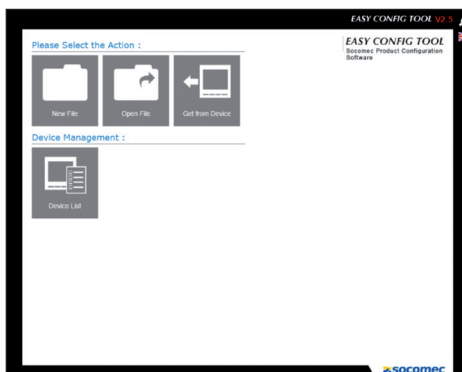 EASY CONFIG TOOL V2.5
EASY CONFIG TOOL
Socomec Product Configuration
Software
Please Select the Action :
New File
Open File
Get from Device
Device Management :
Device List
socomec